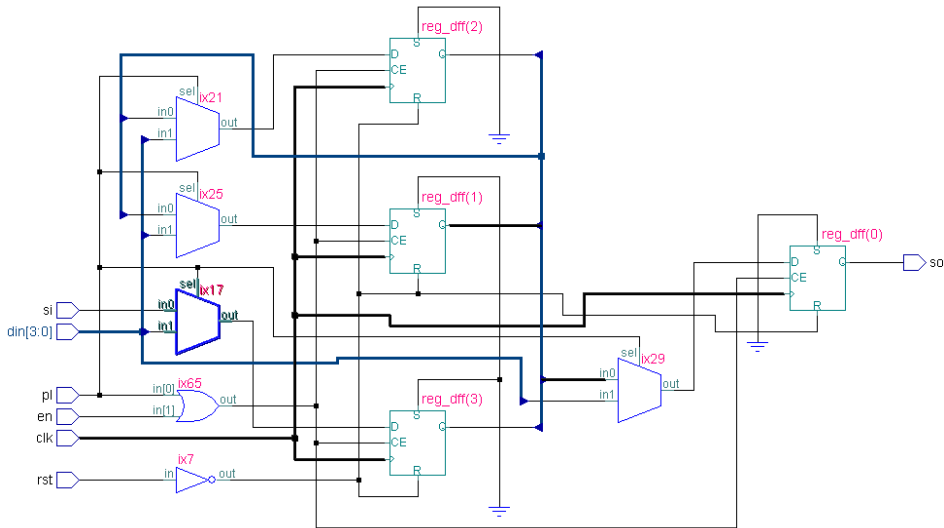 reg_dff(2)
S
D
Q
CE
R
sel
ix21
in0
in1
out
sel
ix25
in0
in1
out
reg_dff(1)
S
D
Q
CE
R
reg_dff(0)
S
D
Q
CE
R
so
sel
ix17
si
in0
in1
out
din[3:0]
sel
ix29
in0
in1
out
pl
in[0]
ix65
en
in[1]
out
clk
reg_dff(3)
S
D
Q
CE
R
rst
in
ix7
out